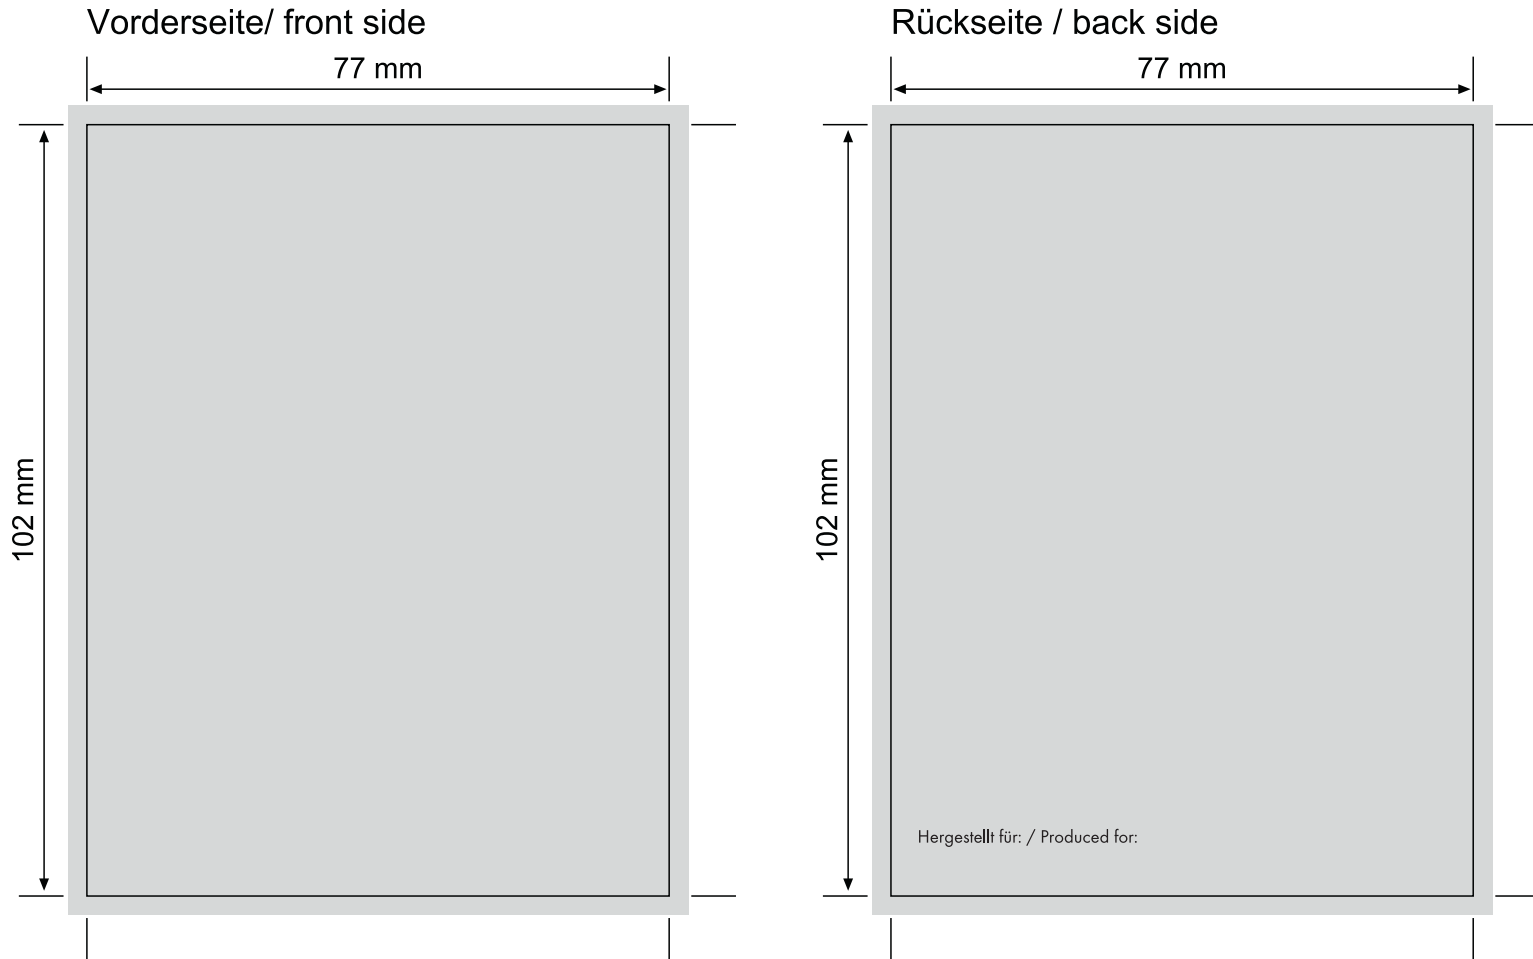 Vorderseite/ front side
77 mm
102 mm
Rückseite / back side
77 mm
102 mm
Hergestellt für: / Produced for: